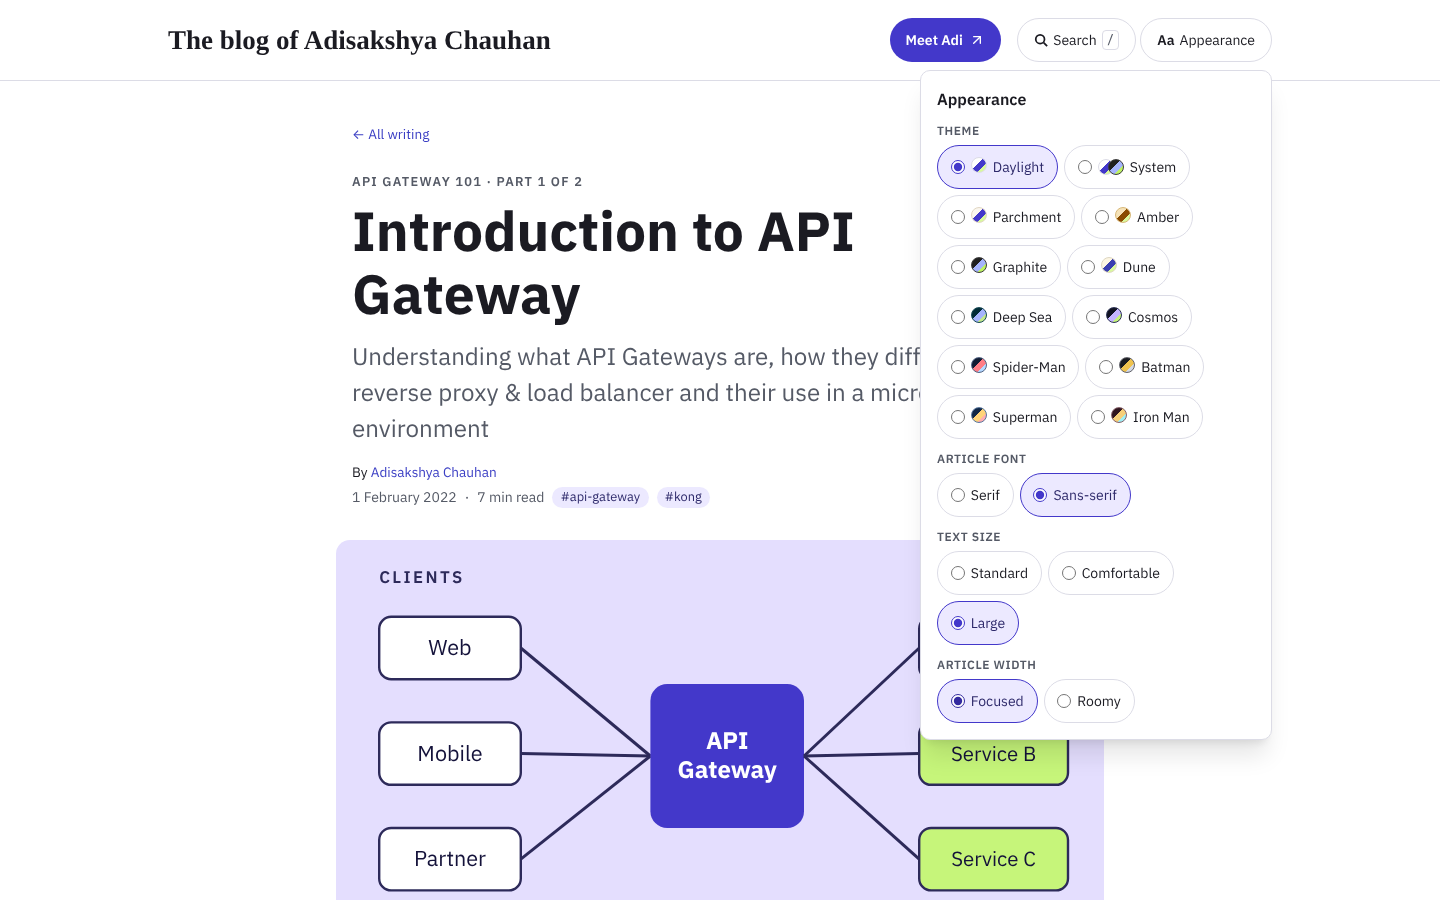 The blog of Adisakshya Chauhan
Meet Adi
Search /
Aa Appearance
← All writing
API GATEWAY 101 · PART 1 OF 2
Introduction to API
Gateway
Understanding what API Gateways are, how they diff
reverse proxy & load balancer and their use in a micr
environment
By Adisakshya Chauhan
1 February 2022 · 7 min read #api-gateway #kong
CLIENTS
Web
Mobile
Partner
API
Gateway
Service B
Service C
Appearance
THEME
Daylight
System
Parchment
Amber
Graphite
Dune
Deep Sea
Cosmos
Spider-Man
Batman
Superman
Iron Man
ARTICLE FONT
Serif
Sans-serif
TEXT SIZE
Standard
Comfortable
Large
ARTICLE WIDTH
Focused
Roomy